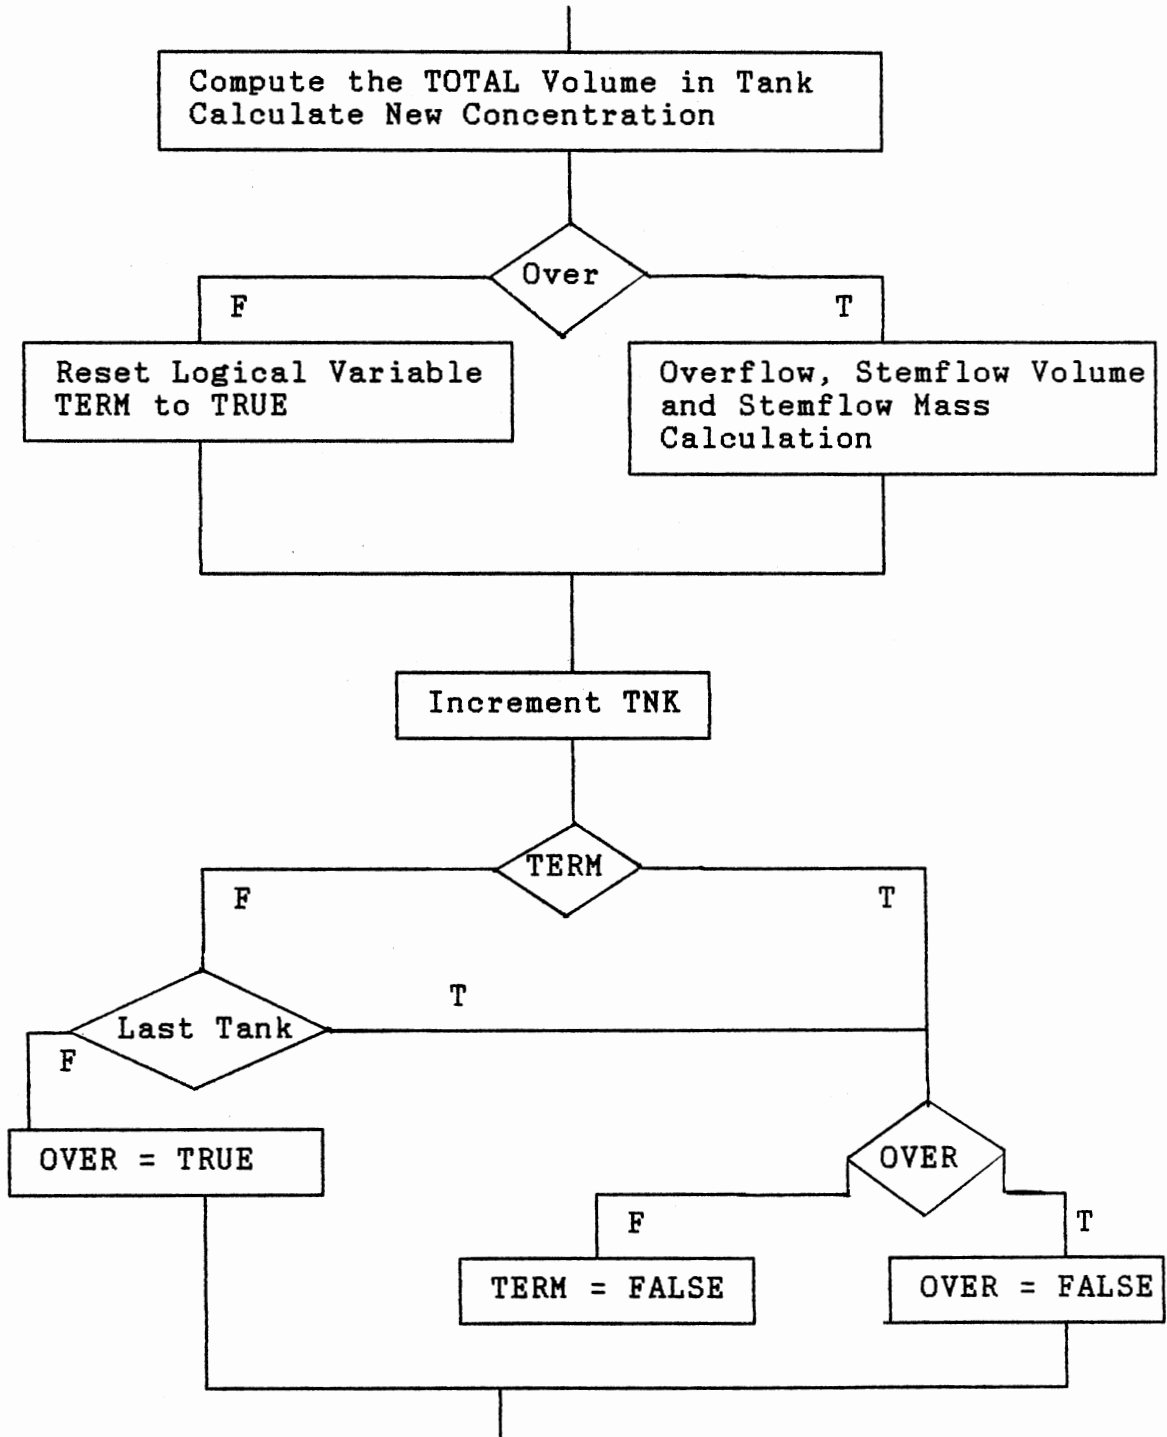 Compute the TOTAL Volume in Tank
Calculate New Concentration
Over
F
T
Reset Logical Variable
TERM to TRUE
Overflow, Stemflow Volume
and Stemflow Mass
Calculation
Increment TNK
TERM
F
T
T
Last Tank
F
OVER = TRUE
OVER
F
T
TERM = FALSE
OVER = FALSE